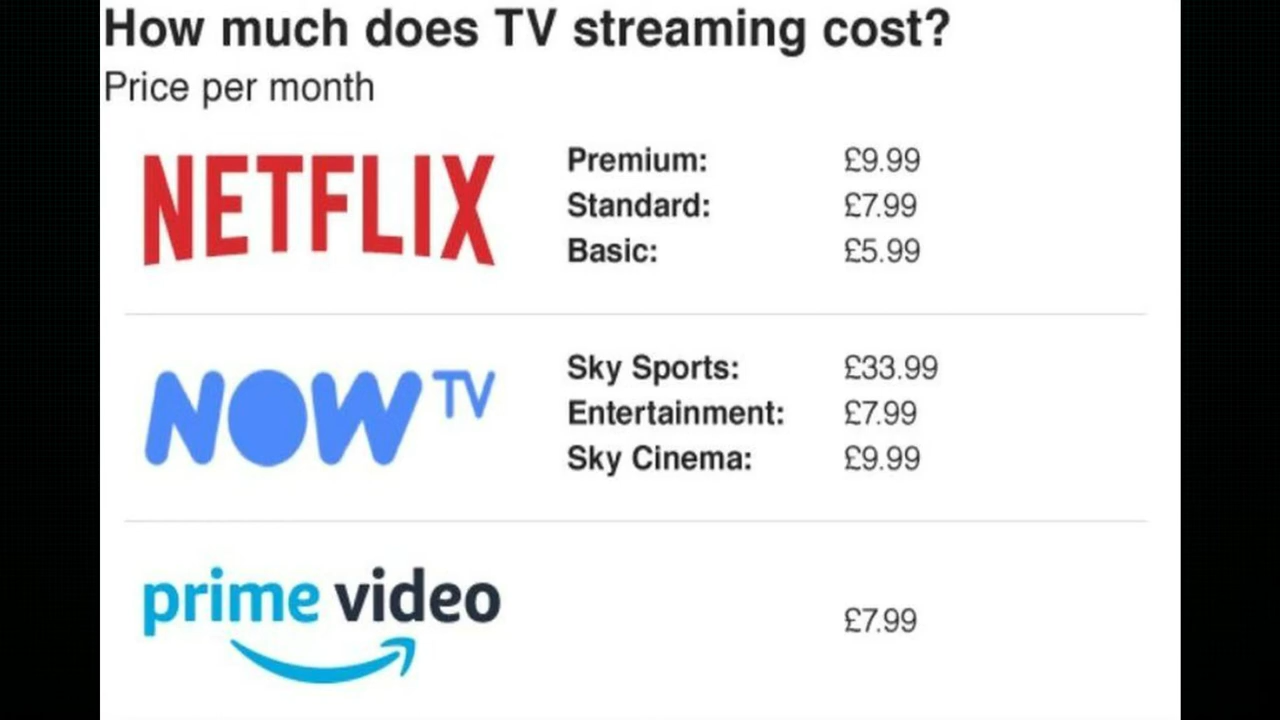 How much does TV streaming cost?
Price per month
NETFLIX
Premium: £9.99
Standard: £7.99
Basic: £5.99
NOW TV
Sky Sports: £33.99
Entertainment: £7.99
Sky Cinema: £9.99
prime video
£7.99